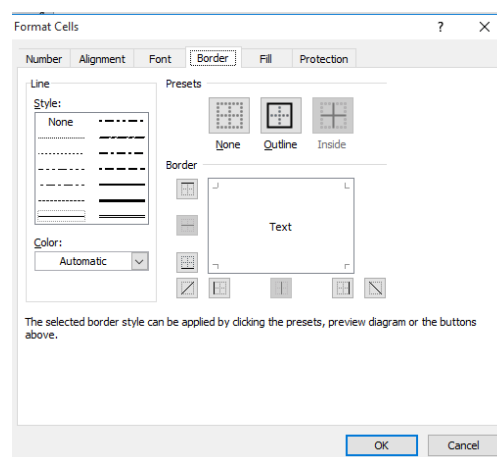 Format Cells ? ×
Number Alignment Font Border Fill Protection
Line Presets
Style:
None
None Outline Inside
Border
Text
Color:
Automatic
The selected border style can be applied by clicking the presets, preview diagram or the buttons
above.
OK Cancel